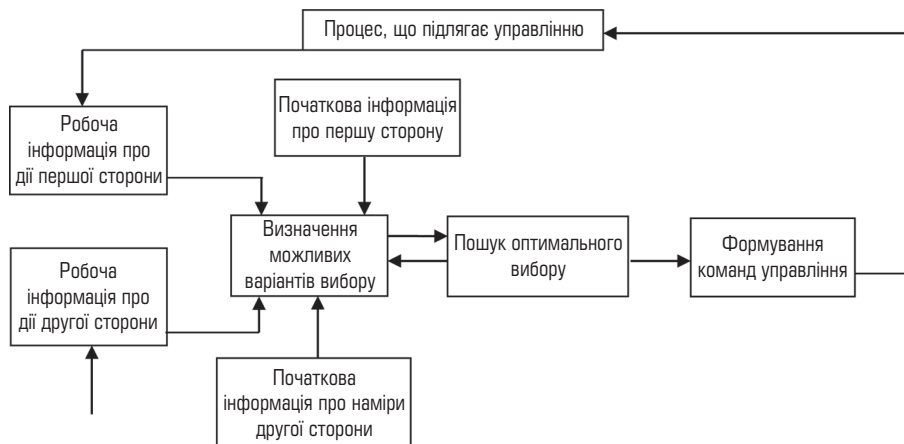 Процес, що підлягає управлінню
Початкова інформація
про першу сторону
Робоча
інформація про
дії першої сторони
Визначення
можливих
варіантів вибору
Пошук оптимального
вибору
Формування
команд управління
Робоча
інформація про
дії другої сторони
Початкова
інформація про наміри
другої сторони